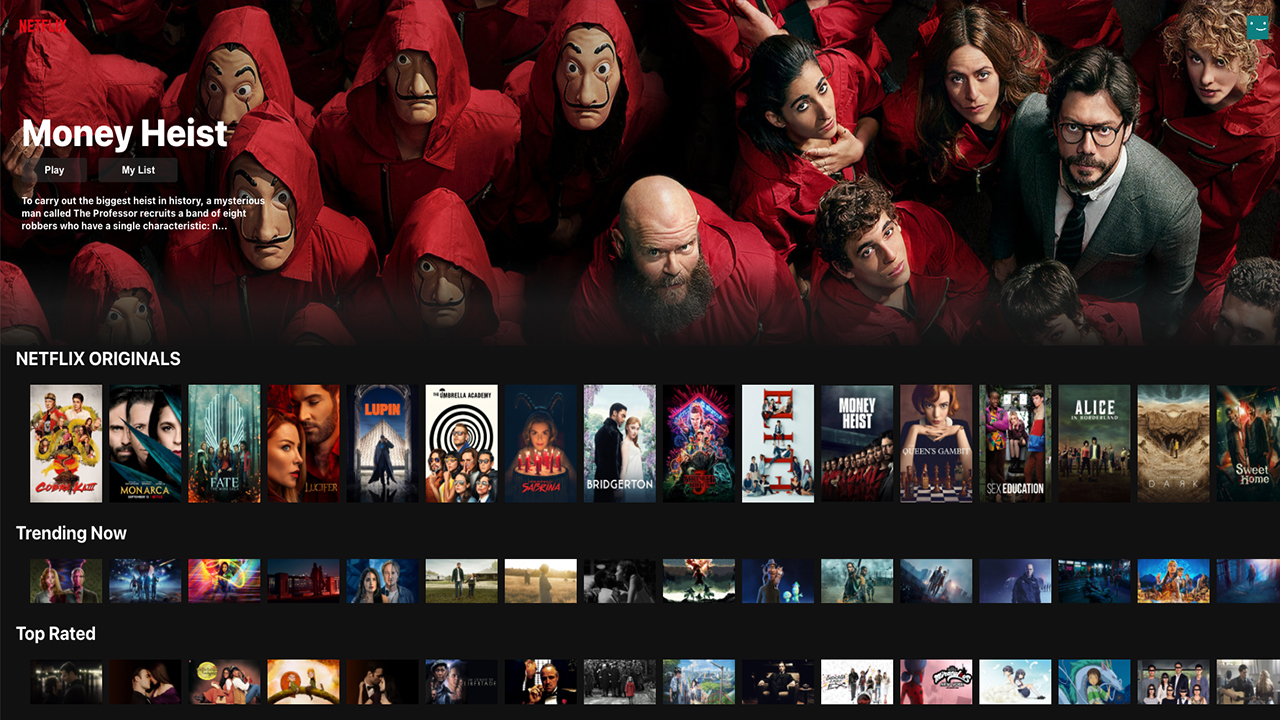 NETFLIX
Money Heist
Play
My List
To carry out the biggest heist in history, a mysterious
man called The Professor recruits a band of eight
robbers who have a single characteristic: n...
NETFLIX ORIGINALS
COBRA KAI
MONARCA
FATE
LUCIFER
LUPIN
THE UMBRELLA ACADEMY
SABRINA
BRIDGERTON
ELITE
MONEY
HEIST
QUEEN'S GAMBIT
SEX EDUCATION
ALICE
IN BORDERLAND
DARK
Sweet
Home
Trending Now
Top Rated